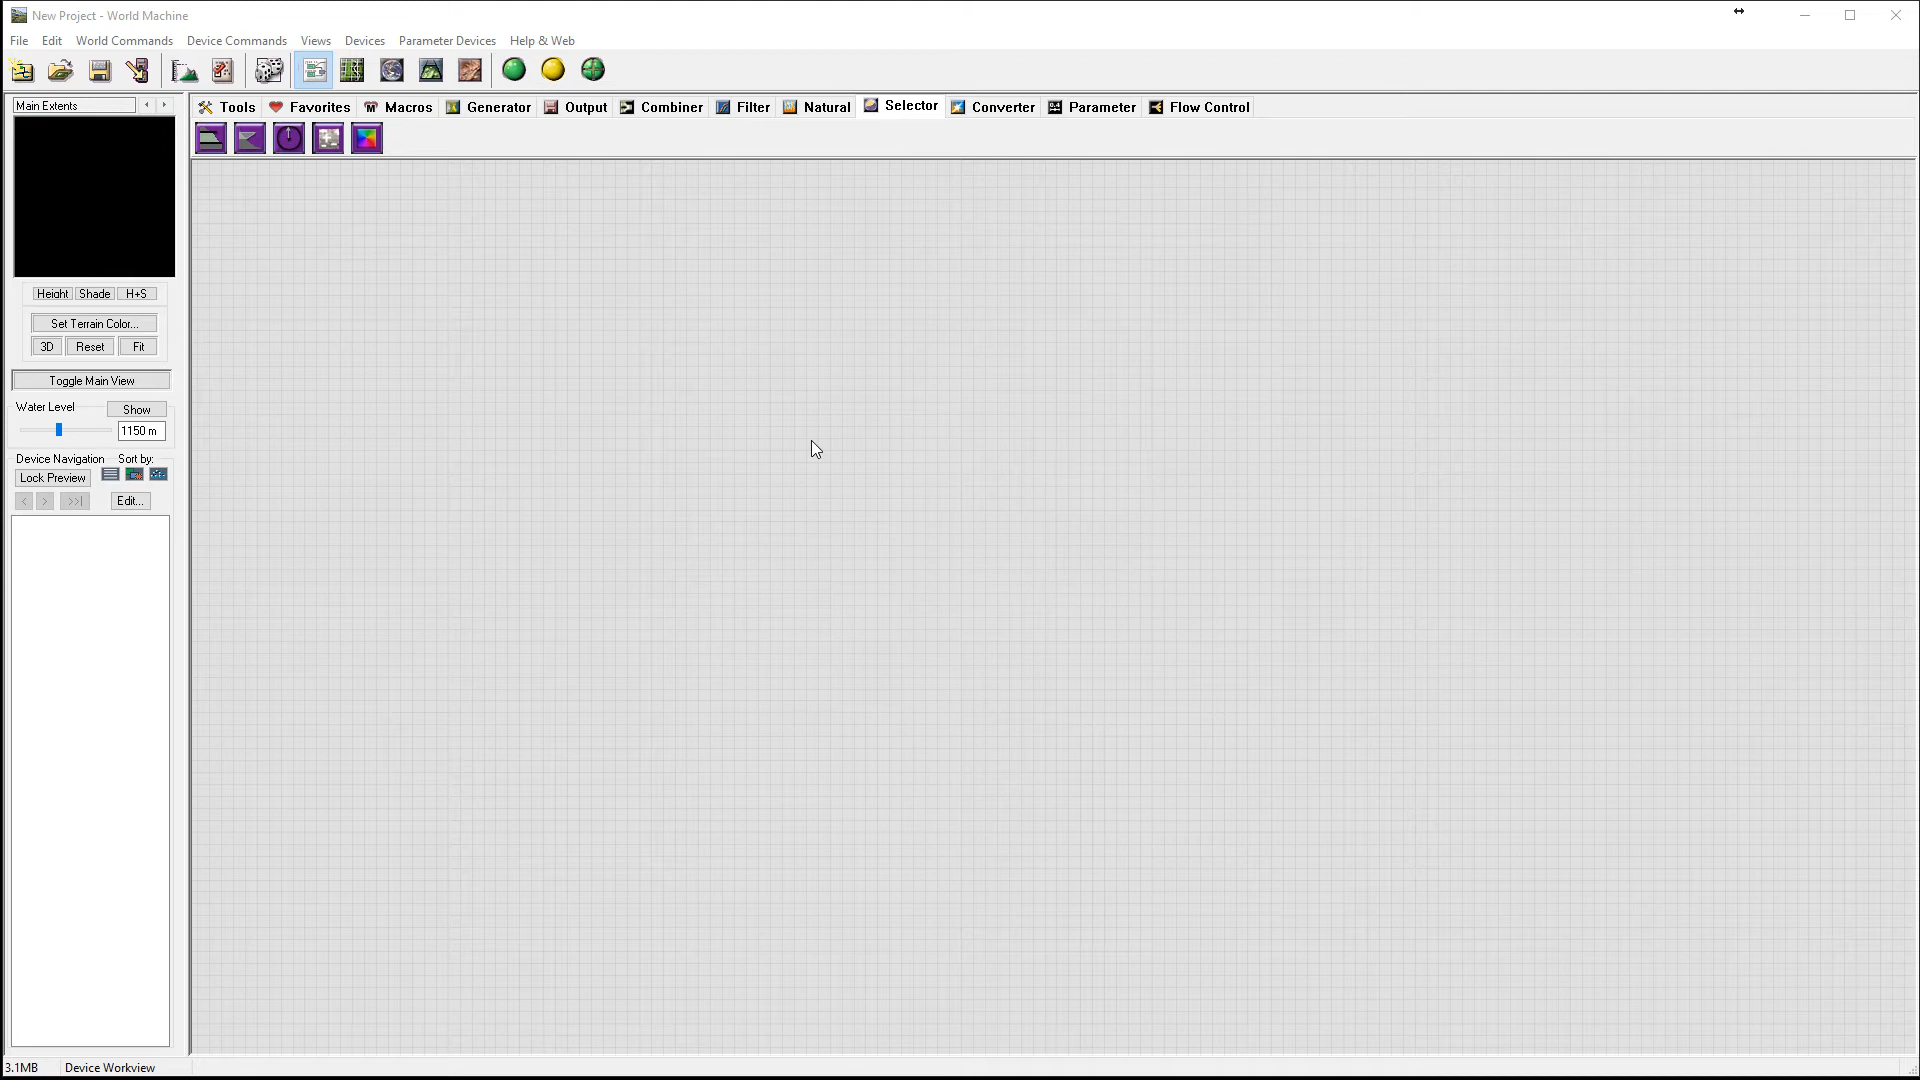 New Project - World Machine
File Edit World Commands Device Commands Views Devices Parameter Devices Help & Web
Main Extents
Tools Favorites Macros Generator Output Combiner Filter Natural Selector Converter Parameter Flow Control
Height Shade H+S
Set Terrain Color...
3D Reset Fit
Toggle Main View
Water Level Show
1150 m
Device Navigation Sort by:
Lock Preview
< > >>| Edit...
3.1MB Device Workview